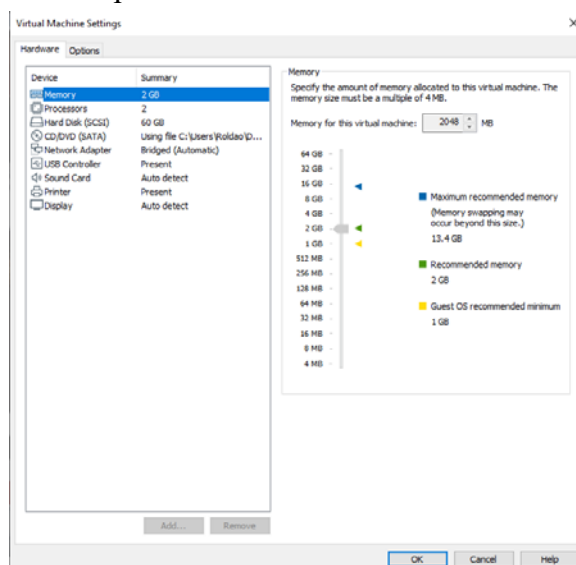 Virtual Machine Settings
Hardware Options
Device Summary
Memory 2 GB
Processors 2
Hard Disk (SCSI) 60 GB
CD/DVD (SATA) Using file C:\Users\Roldao\D...
Network Adapter Bridged (Automatic)
USB Controller Present
Sound Card Auto detect
Printer Present
Display Auto detect
Add... Remove
Memory
Specify the amount of memory allocated to this virtual machine. The
memory size must be a multiple of 4 MB.
Memory for this virtual machine: 2048 MB
64 GB
32 GB
16 GB
8 GB
4 GB
2 GB
1 GB
512 MB
256 MB
128 MB
64 MB
32 MB
16 MB
8 MB
4 MB
Maximum recommended memory
(Memory swapping may
occur beyond this size.)
13.4 GB
Recommended memory
2 GB
Guest OS recommended minimum
1 GB
OK Cancel Help